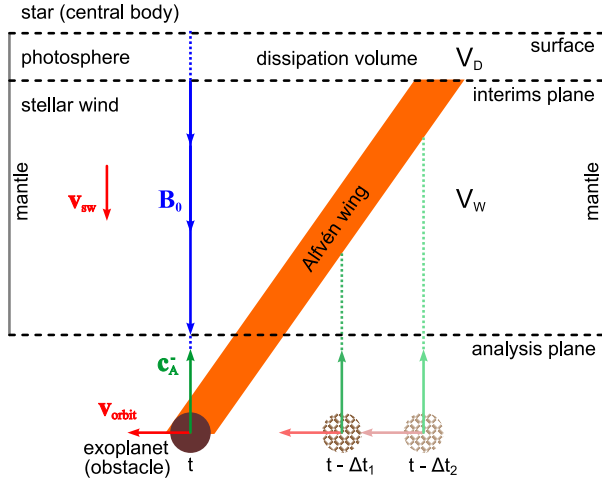 star (central body)
surface
photosphere
dissipation volume
V_D
interims plane
stellar wind
mantle
v_sw
B_0
Alfvén wing
V_W
mantle
analysis plane
c_A^-
v_orbit
exoplanet
(obstacle)
t
t - Δt_1
t - Δt_2